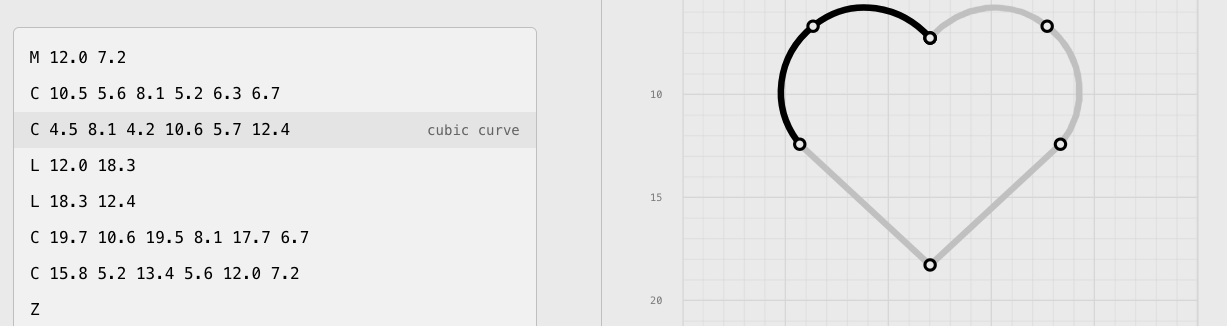 M 12.0 7.2
C 10.5 5.6 8.1 5.2 6.3 6.7
C 4.5 8.1 4.2 10.6 5.7 12.4 cubic curve
L 12.0 18.3
L 18.3 12.4
C 19.7 10.6 19.5 8.1 17.7 6.7
C 15.8 5.2 13.4 5.6 12.0 7.2
Z
10
15
20